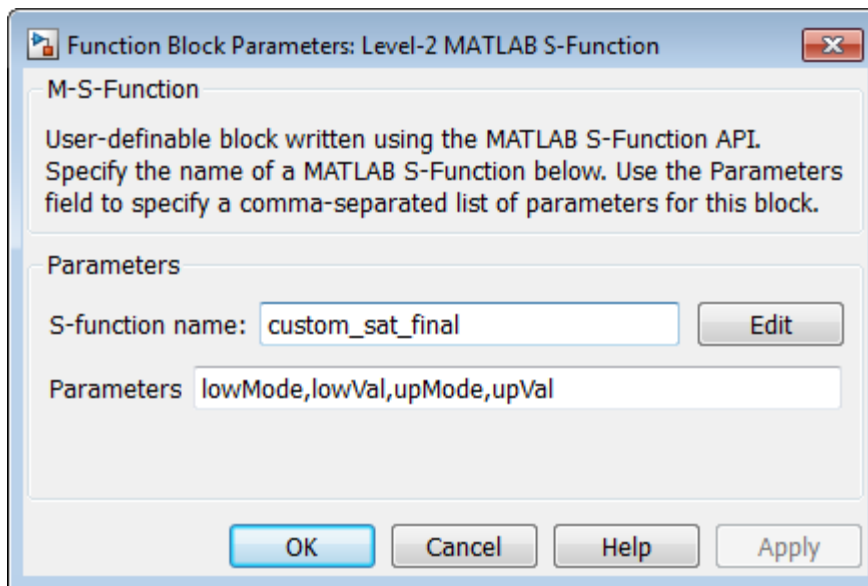 Function Block Parameters: Level-2 MATLAB S-Function
M-S-Function
User-definable block written using the MATLAB S-Function API.
Specify the name of a MATLAB S-Function below. Use the Parameters
field to specify a comma-separated list of parameters for this block.
Parameters
S-function name: custom_sat_final Edit
Parameters lowMode,lowVal,upMode,upVal
OK Cancel Help Apply